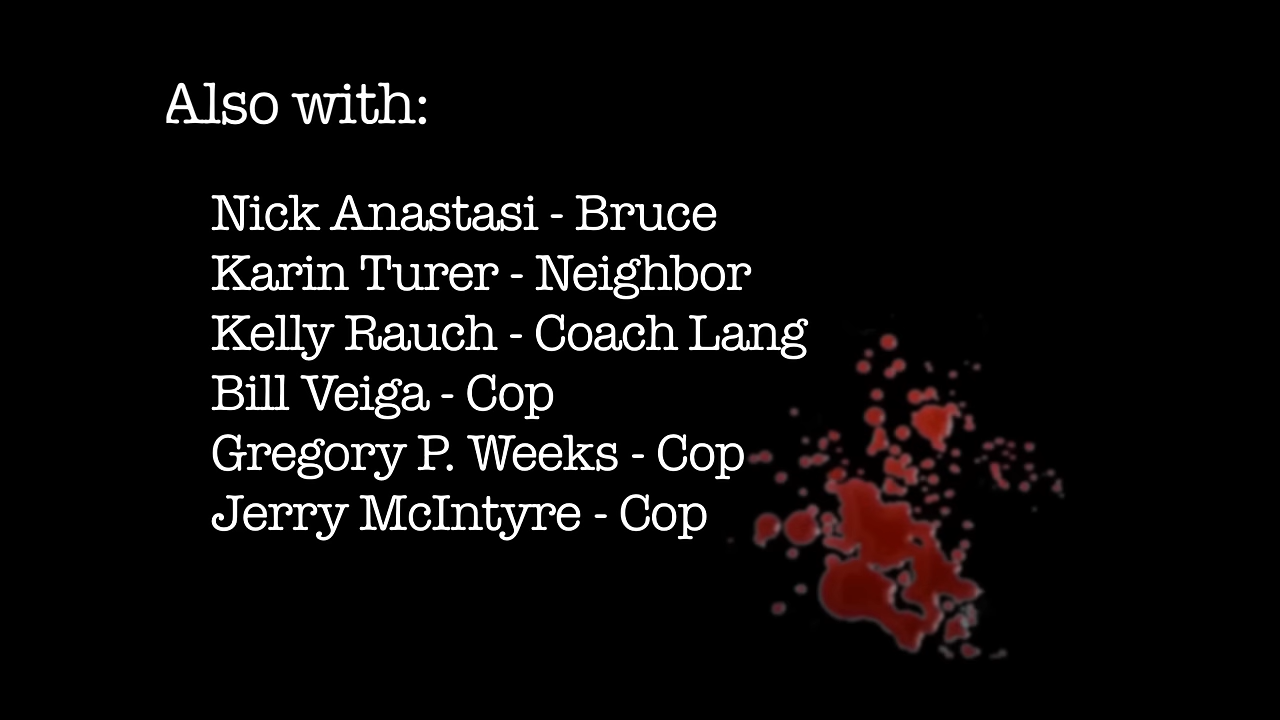 Also with:
Nick Anastasi - Bruce
Karin Turer - Neighbor
Kelly Rauch - Coach Lang
Bill Veiga - Cop
Gregory P. Weeks - Cop
Jerry McIntyre - Cop